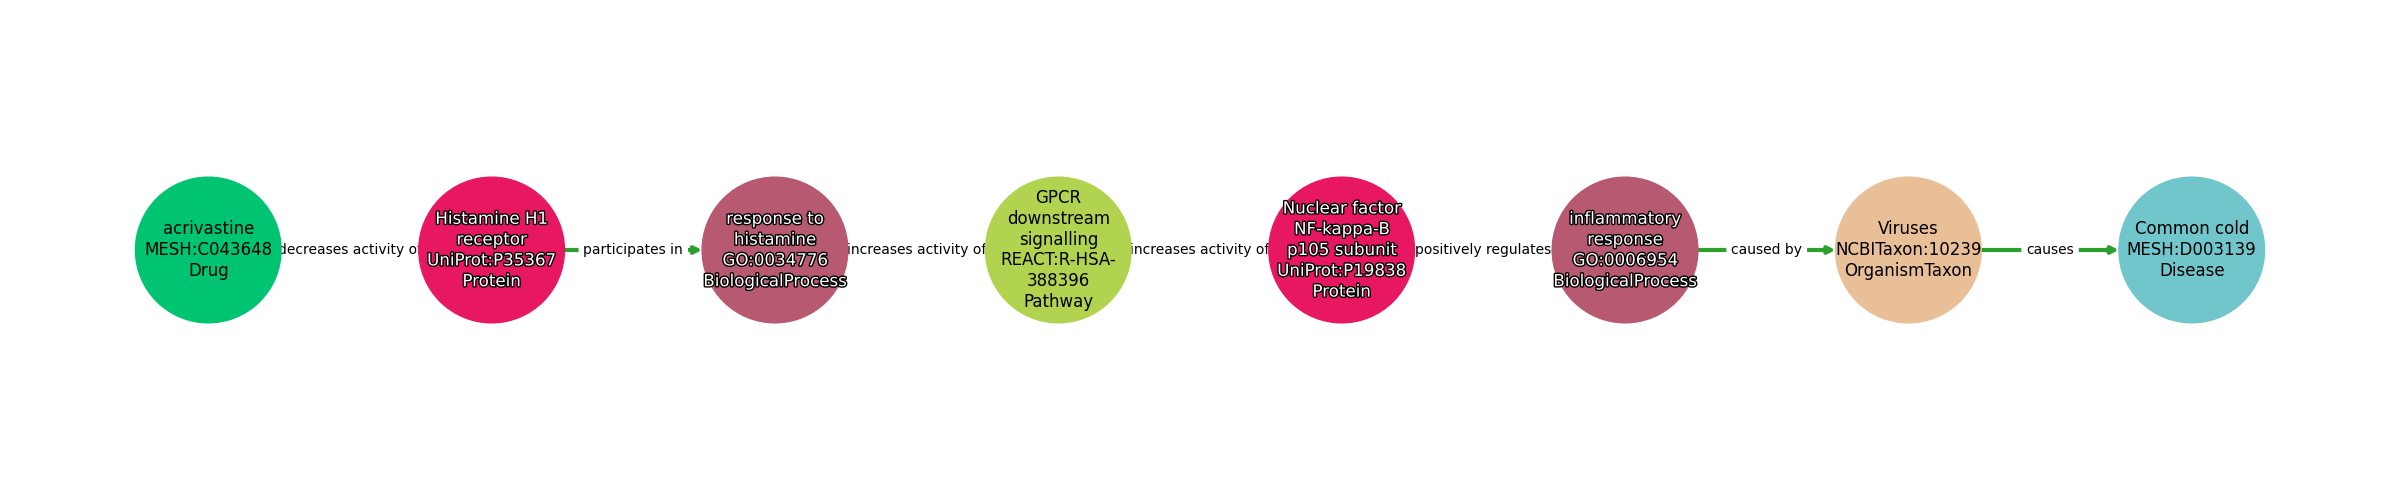 acrivastine
MESH:C043648
Drug
decreases activity of
Histamine H1
receptor
UniProt:P35367
Protein
participates in
response to
histamine
GO:0034776
BiologicalProcess
increases activity of
GPCR
downstream
signalling
REACT:R-HSA-
388396
Pathway
increases activity of
Nuclear factor
NF-kappa-B
p105 subunit
UniProt:P19838
Protein
positively regulates
inflammatory
response
GO:0006954
BiologicalProcess
caused by
Viruses
NCBITaxon:10239
OrganismTaxon
causes
Common cold
MESH:D003139
Disease